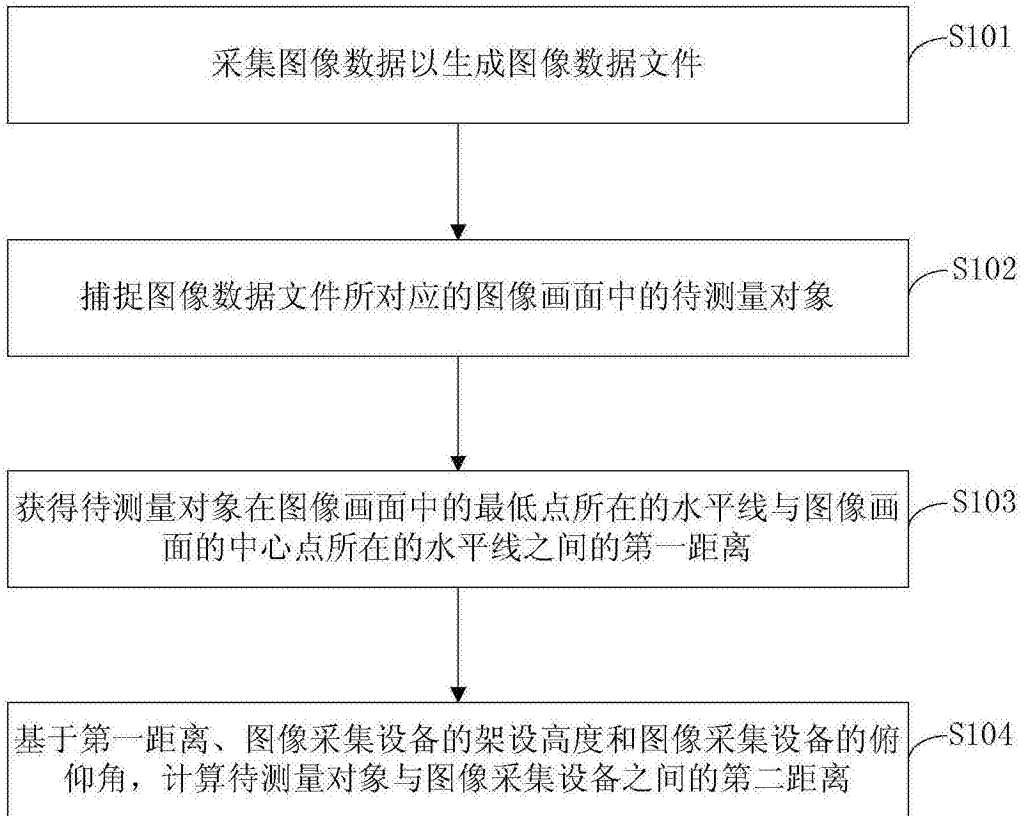 采集图像数据以生成图像数据文件
S101
捕捉图像数据文件所对应的图像画面中的待测量对象
S102
获得待测量对象在图像画面中的最低点所在的水平线与图像画
面的中心点所在的水平线之间的第一距离
S103
基于第一距离、图像采集设备的架设高度和图像采集设备的俯
仰角，计算待测量对象与图像采集设备之间的第二距离
S104